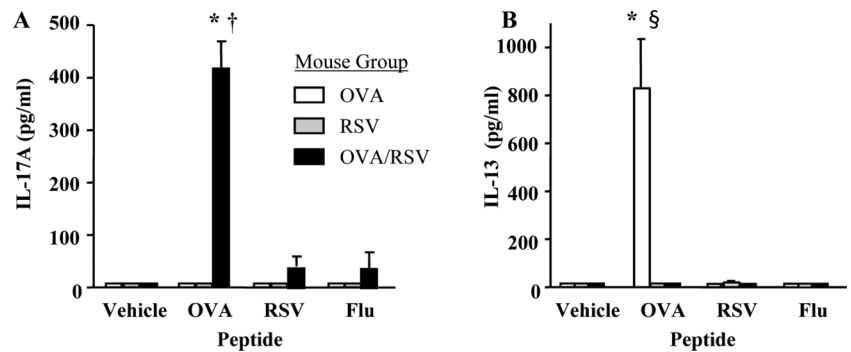 A
* †
500
400
300
200
100
0
IL-17A (pg/ml)
Mouse Group
OVA
RSV
OVA/RSV
Vehicle OVA RSV Flu
Peptide
B
* §
1000
800
600
400
200
0
IL-13 (pg/ml)
Vehicle OVA RSV Flu
Peptide